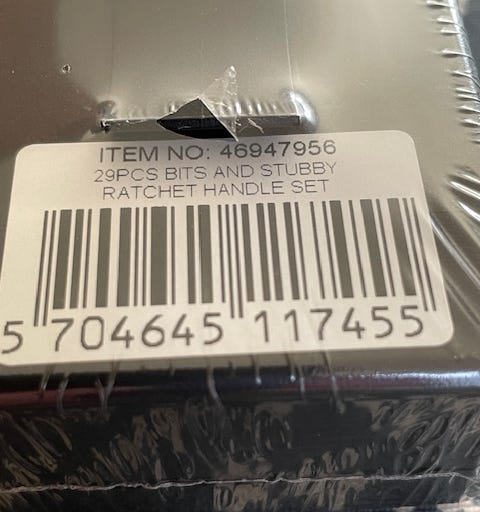 ITEM NO: 46947956
29PCS BITS AND STUBBY
RATCHET HANDLE SET
5 704645 117455